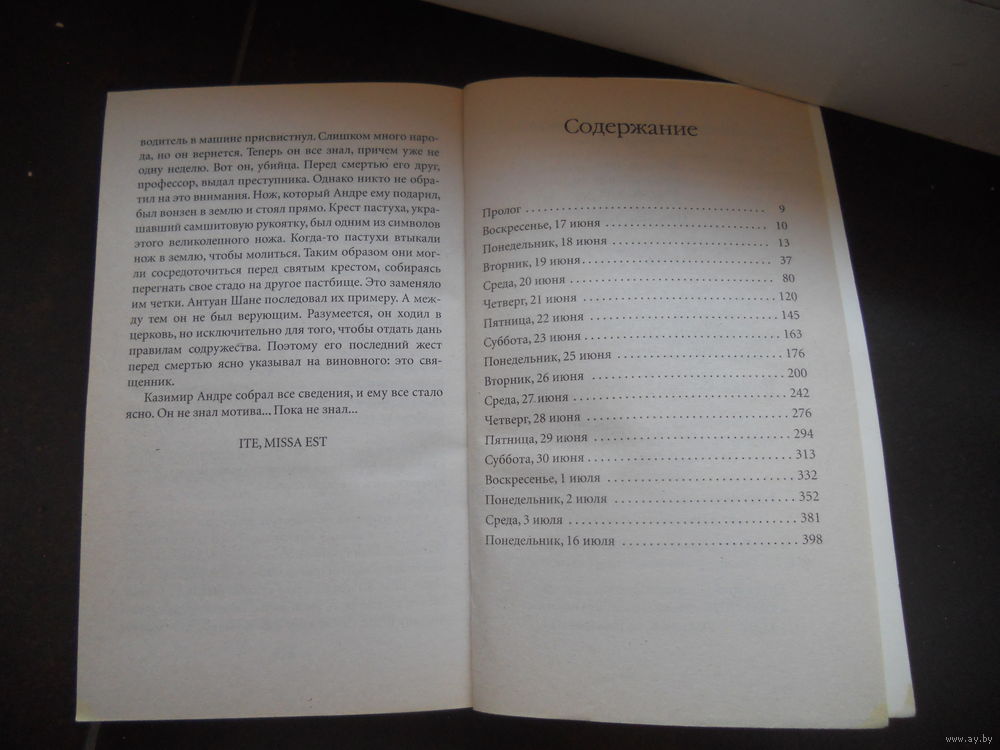 водитель в машине присвистнул. Слишком много наро-
да, но он вернется. Теперь он все знал, причем уже не
одну неделю. Вот он, убийца. Перед смертью его друг,
профессор, выдал преступника. Однако никто не обра-
тил на это внимания. Нож, который Андре ему подарил,
был вонзен в землю и стоял прямо. Крест пастуха, укра-
шавший самшитовую рукоятку, был одним из символов
этого великолепного ножа. Когда-то пастухи втыкали
нож в землю, чтобы молиться. Таким образом они мог-
ли сосредоточиться перед святым крестом, собираясь
перегнать свое стадо на другое пастбище. Это заменяло
им четки. Антуан Шане последовал их примеру. А меж-
ду тем он не был верующим. Разумеется, он ходил в
церковь, но исключительно для того, чтобы отдать дань
правилам содружества. Поэтому его последний жест
перед смертью ясно указывал на виновного: это свя-
щенник.
Казимир Андре собрал все сведения, и ему все стало
ясно. Он не знал мотива... Пока не знал...
ITE, MISSA EST
Содержание
Пролог 9
Воскресенье, 17 июня 10
Понедельник, 18 июня 13
Вторник, 19 июня 37
Среда, 20 июня 80
Четверг, 21 июня 120
Пятница, 22 июня 145
Суббота, 23 июня 163
Понедельник, 25 июня 176
Вторник, 26 июня 200
Среда, 27 июня 242
Четверг, 28 июня 276
Пятница, 29 июня 294
Суббота, 30 июня 313
Воскресенье, 1 июля 332
Понедельник, 2 июля 352
Среда, 3 июля 381
Понедельник, 16 июля 398
www.ay.by